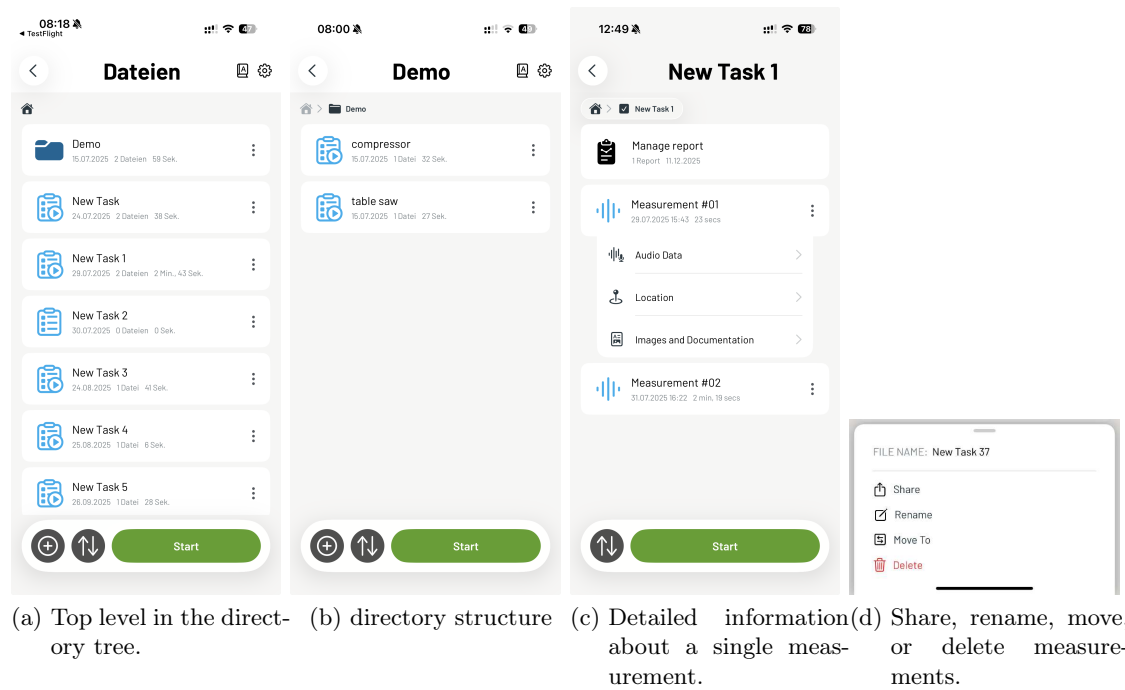 08:18
◀ TestFlight
47
Dateien
Demo
15.07.2025 2 Dateien 59 Sek.
New Task
24.07.2025 2 Dateien 38 Sek.
New Task 1
29.07.2025 2 Dateien 2 Min., 43 Sek.
New Task 2
30.07.2025 0 Dateien 0 Sek.
New Task 3
24.08.2025 1 Datei 41 Sek.
New Task 4
25.08.2025 1 Datei 6 Sek.
New Task 5
26.09.2025 1 Datei 28 Sek.
Start
(a) Top level in the direct-
ory tree.
08:00
Demo
Demo
compressor
15.07.2025 1 Datei 32 Sek.
table saw
15.07.2025 1 Datei 27 Sek.
Start
(b) directory structure
12:49
78
New Task 1
New Task 1
Manage report
1 Report 11.12.2025
Measurement #01
29.07.2025 15:43 23 secs
Audio Data
Location
Images and Documentation
Measurement #02
31.07.2025 16:22 2 min, 19 secs
Start
(c) Detailed information
about a single meas-
urement.
FILE NAME: New Task 37
Share
Rename
Move To
Delete
(d) Share, rename, move
or delete measure-
ments.